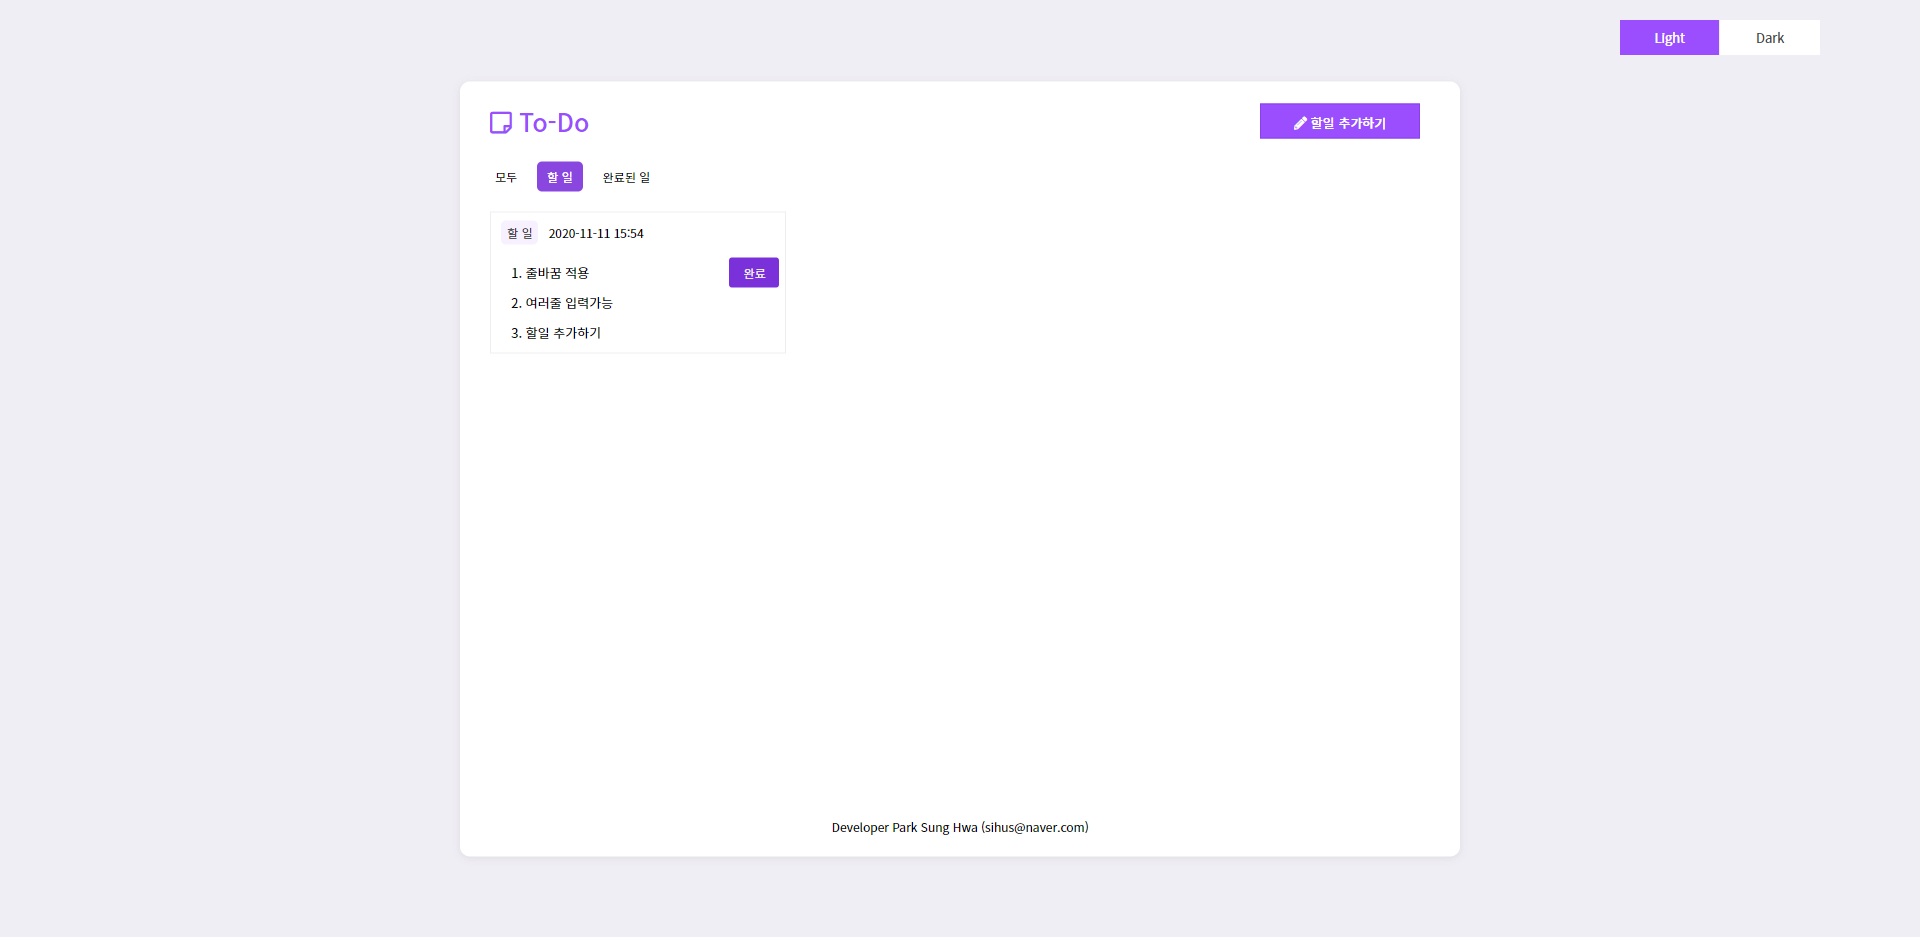 Light Dark
To-Do
할일 추가하기
모두 할 일 완료된 일
할 일 2020-11-11 15:54
1. 줄바꿈 적용
완료
2. 여러줄 입력가능
3. 할일 추가하기
Developer Park Sung Hwa (sihus@naver.com)